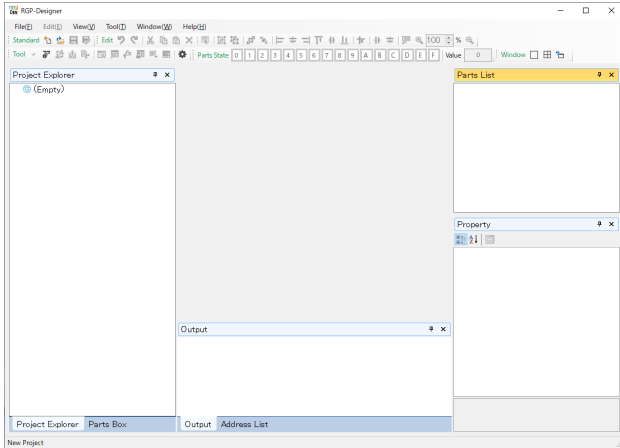 RGP-Designer
File(F) Edit(E) View(V) Tool(T) Window(W) Help(H)
Standard Edit 100 %
Tool Parts State 0 1 2 3 4 5 6 7 8 9 A B C D E F Value 0 Window
Project Explorer
(Empty)
Parts List
Property
Output
Project Explorer Parts Box
Output Address List
New Project